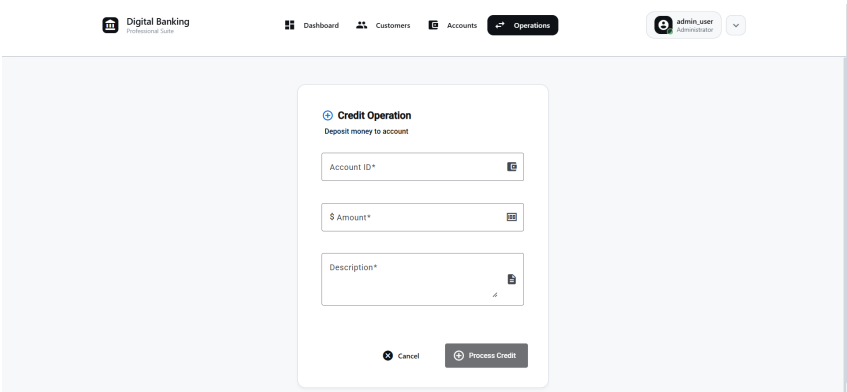 Digital Banking
Professional Suite
Dashboard
Customers
Accounts
Operations
admin_user
Administrator
Credit Operation
Deposit money to account
Account ID*
$ Amount*
Description*
Cancel
Process Credit